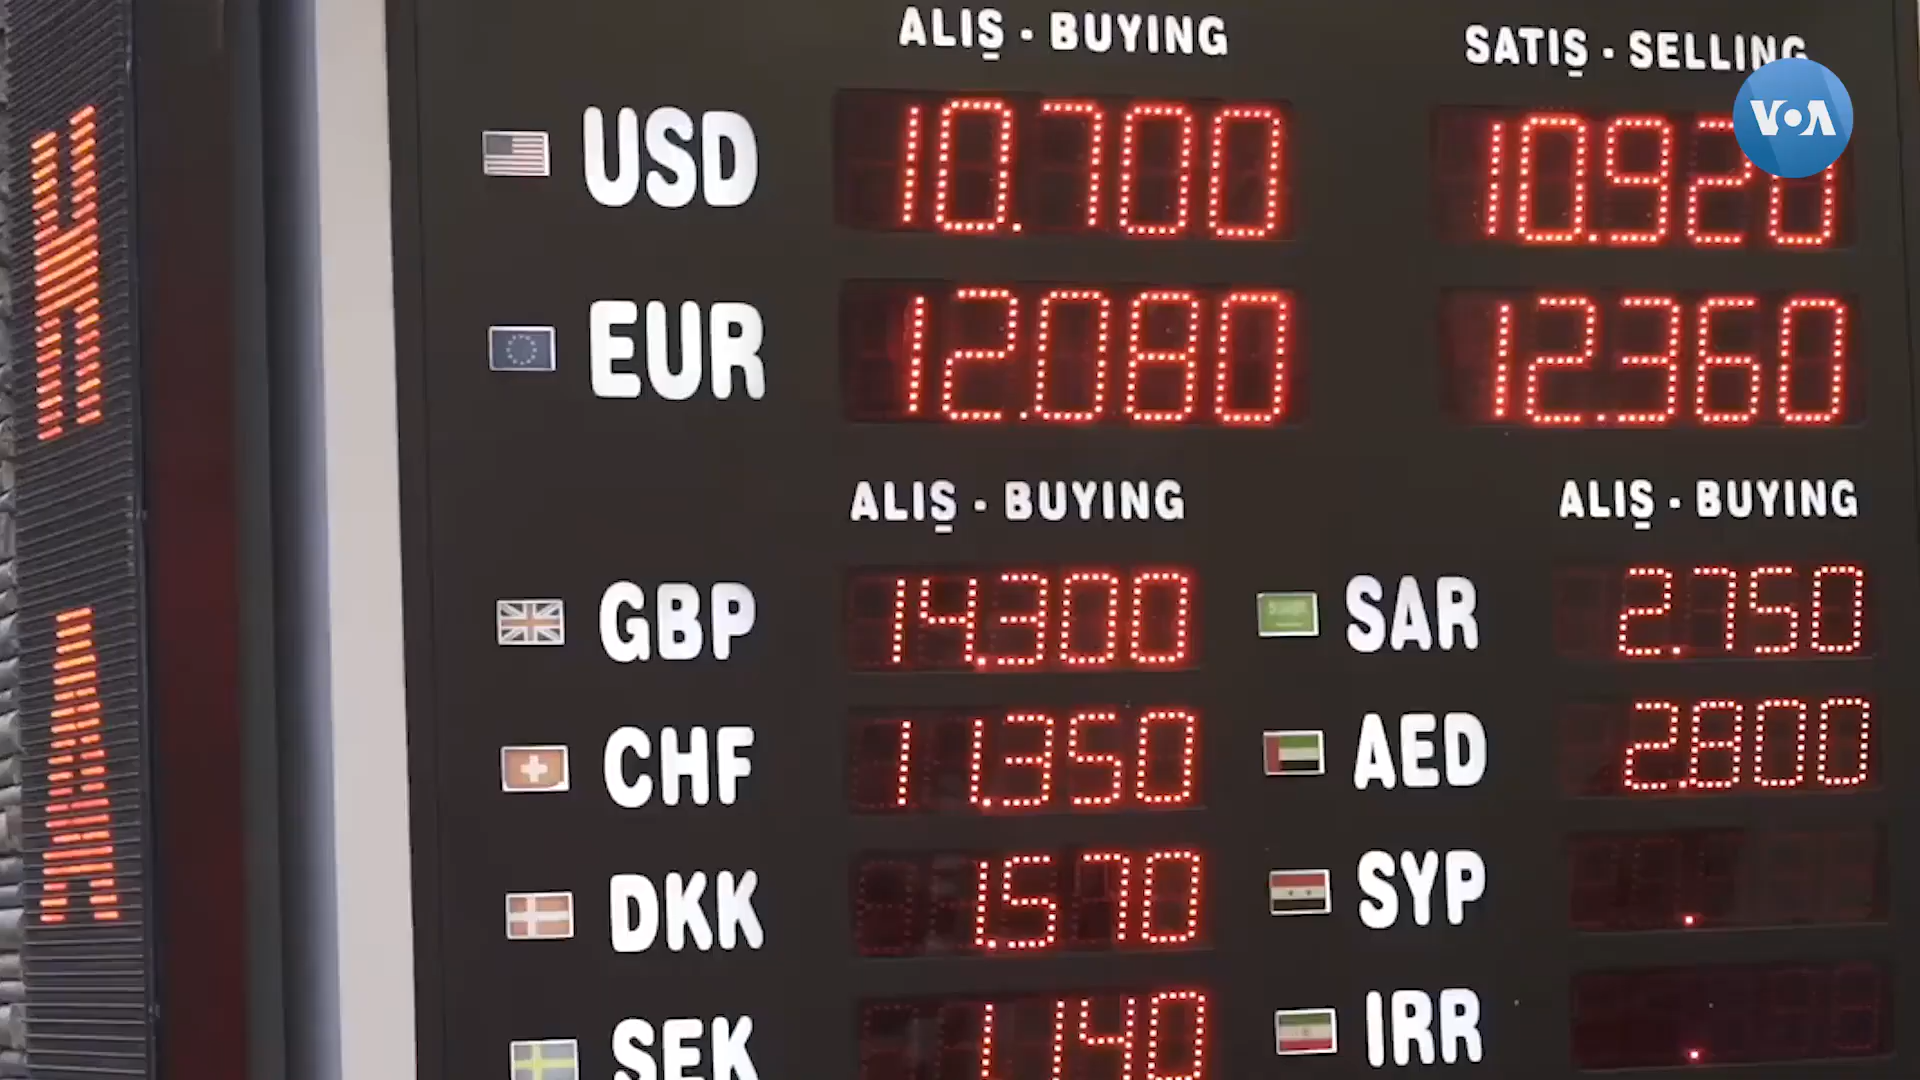 ALIŞ - BUYING SATIŞ - SELLING
VOA
USD 10.700 10.920
EUR 12.080 12.360
ALIŞ - BUYING ALIŞ - BUYING
GBP 14.300 SAR 2.750
CHF 11.350 AED 2.800
DKK 1.570 SYP .
SEK 1.140 IRR .